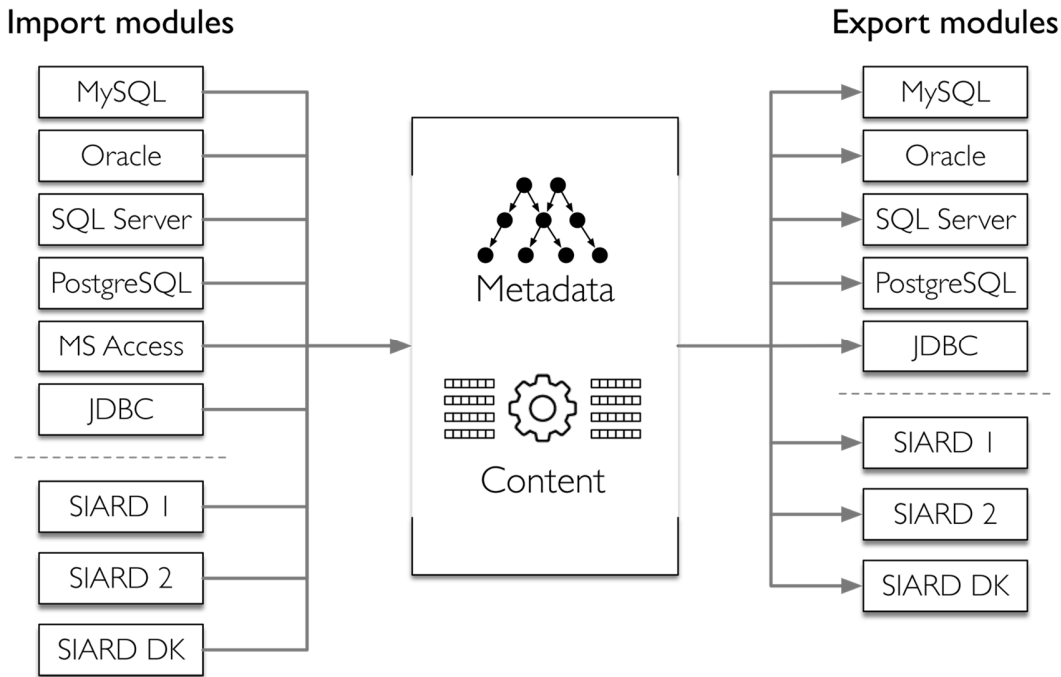 Import modules
MySQL
Oracle
SQL Server
PostgreSQL
MS Access
JDBC
SIARD 1
SIARD 2
SIARD DK
Metadata
Content
Export modules
MySQL
Oracle
SQL Server
PostgreSQL
JDBC
SIARD 1
SIARD 2
SIARD DK